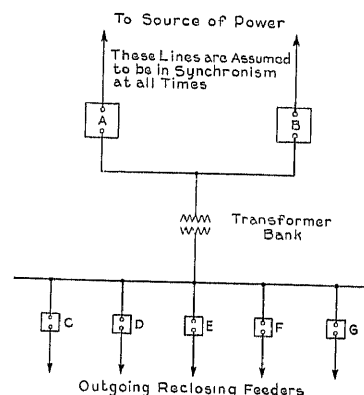 To Source of Power
These Lines are Assumed
to be in Synchronism
at all Times
A
B
Transformer
Bank
C
D
E
F
G
Outgoing Reclosing Feeders